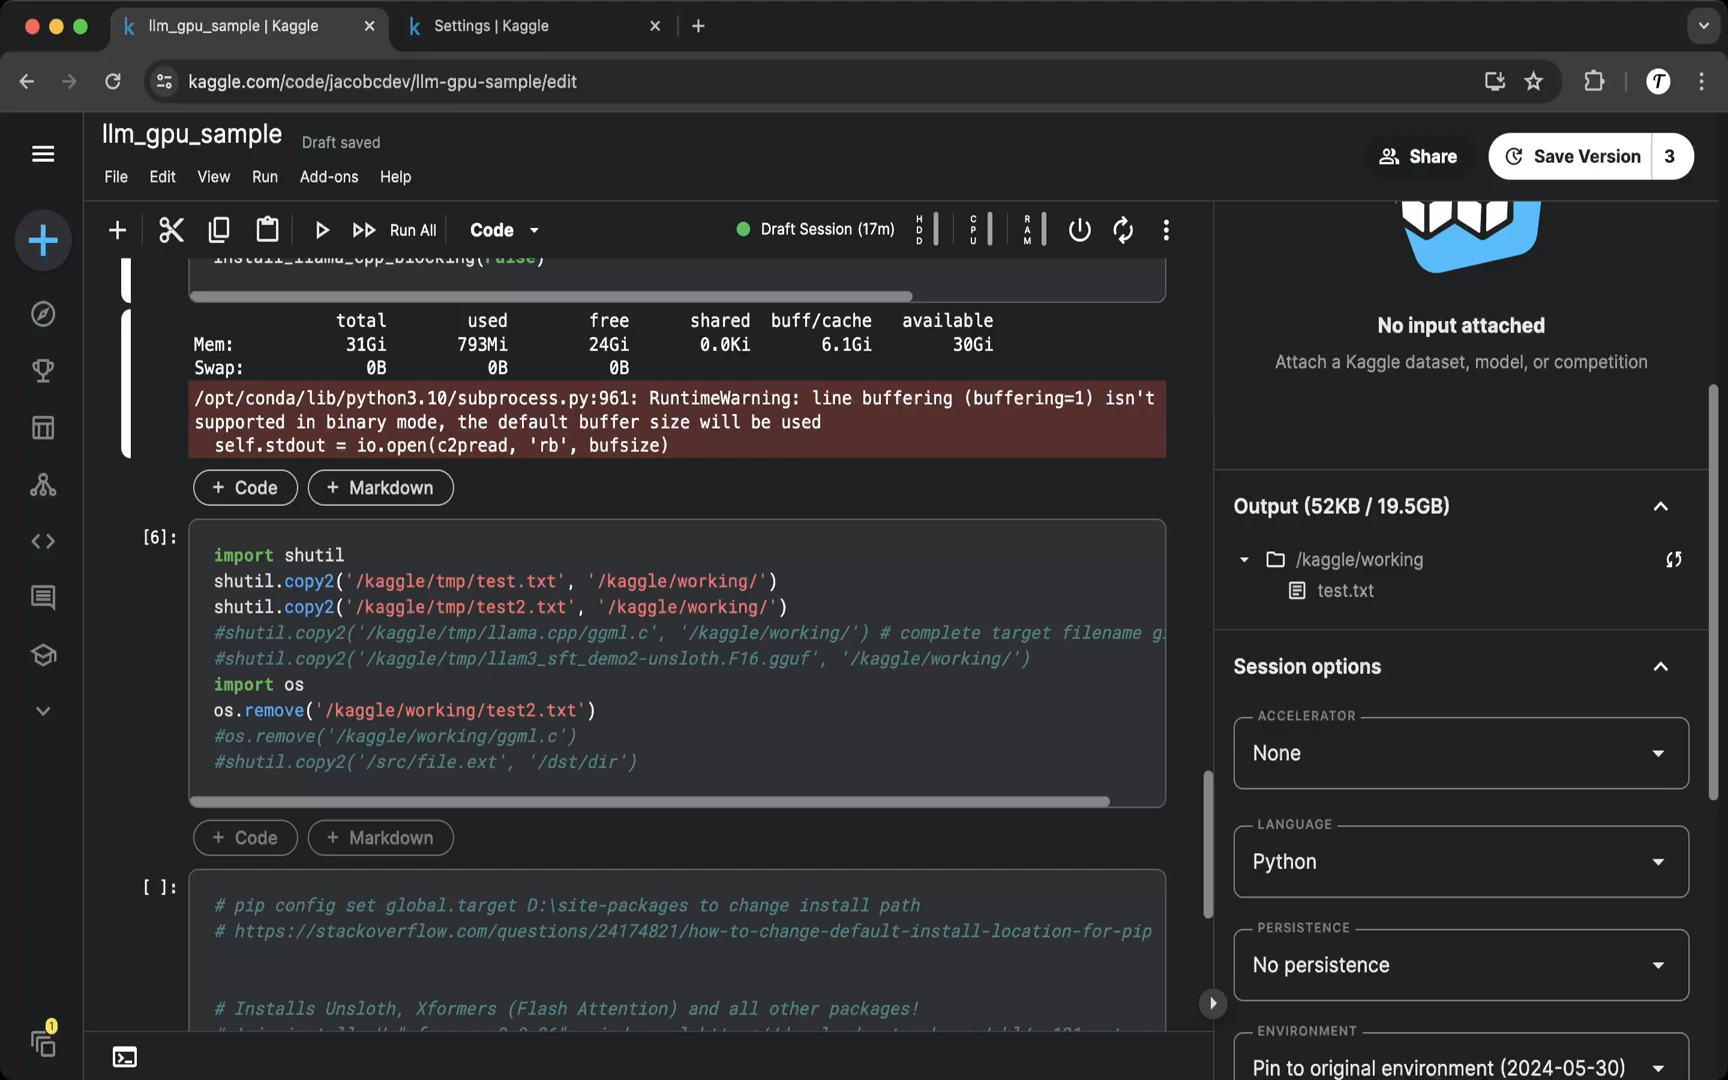 llm_gpu_sample | Kaggle
Settings | Kaggle
kaggle.com/code/jacobcdev/llm-gpu-sample/edit
T
llm_gpu_sample
Draft saved
File Edit View Run Add-ons Help
Share
Save Version 3
Run All
Code
Draft Session (17m)
HDD
CPU
RAM
install_llama_cpp_blocking(False)
total used free shared buff/cache available
Mem: 31Gi 793Mi 24Gi 0.0Ki 6.1Gi 30Gi
Swap: 0B 0B 0B
/opt/conda/lib/python3.10/subprocess.py:961: RuntimeWarning: line buffering (buffering=1) isn't
supported in binary mode, the default buffer size will be used
self.stdout = io.open(c2pread, 'rb', bufsize)
+ Code + Markdown
[6]:
import shutil
shutil.copy2('/kaggle/tmp/test.txt', '/kaggle/working/')
shutil.copy2('/kaggle/tmp/test2.txt', '/kaggle/working/')
#shutil.copy2('/kaggle/tmp/llama.cpp/ggml.c', '/kaggle/working/') # complete target filename
#shutil.copy2('/kaggle/tmp/llam3_sft_demo2-unsloth.F16.gguf', '/kaggle/working/')
import os
os.remove('/kaggle/working/test2.txt')
#os.remove('/kaggle/working/ggml.c')
#shutil.copy2('/src/file.ext', '/dst/dir')
+ Code + Markdown
[ ]:
# pip config set global.target D:\site-packages to change install path
# https://stackoverflow.com/questions/24174821/how-to-change-default-install-location-for-pip
# Installs Unsloth, Xformers (Flash Attention) and all other packages!
No input attached
Attach a Kaggle dataset, model, or competition
Output (52KB / 19.5GB)
/kaggle/working
test.txt
Session options
ACCELERATOR
None
LANGUAGE
Python
PERSISTENCE
No persistence
ENVIRONMENT
Pin to original environment (2024-05-30)
1